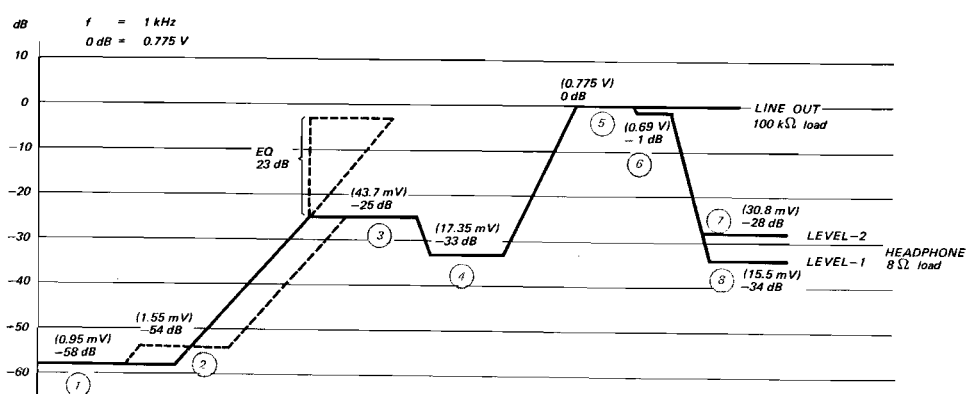 dB
f = 1 kHz
0 dB = 0.775 V
10
0
-10
-20
-30
-40
-50
-60
EQ
23 dB
(0.95 mV)
-58 dB
1
(1.55 mV)
-54 dB
2
(43.7 mV)
-25 dB
3
(17.35 mV)
-33 dB
4
(0.775 V)
0 dB
5
(0.69 V)
- 1 dB
6
LINE OUT
100 kΩ load
7
(30.8 mV)
-28 dB
LEVEL-2
LEVEL-1
HEADPHONE
8 Ω load
8
(15.5 mV)
-34 dB